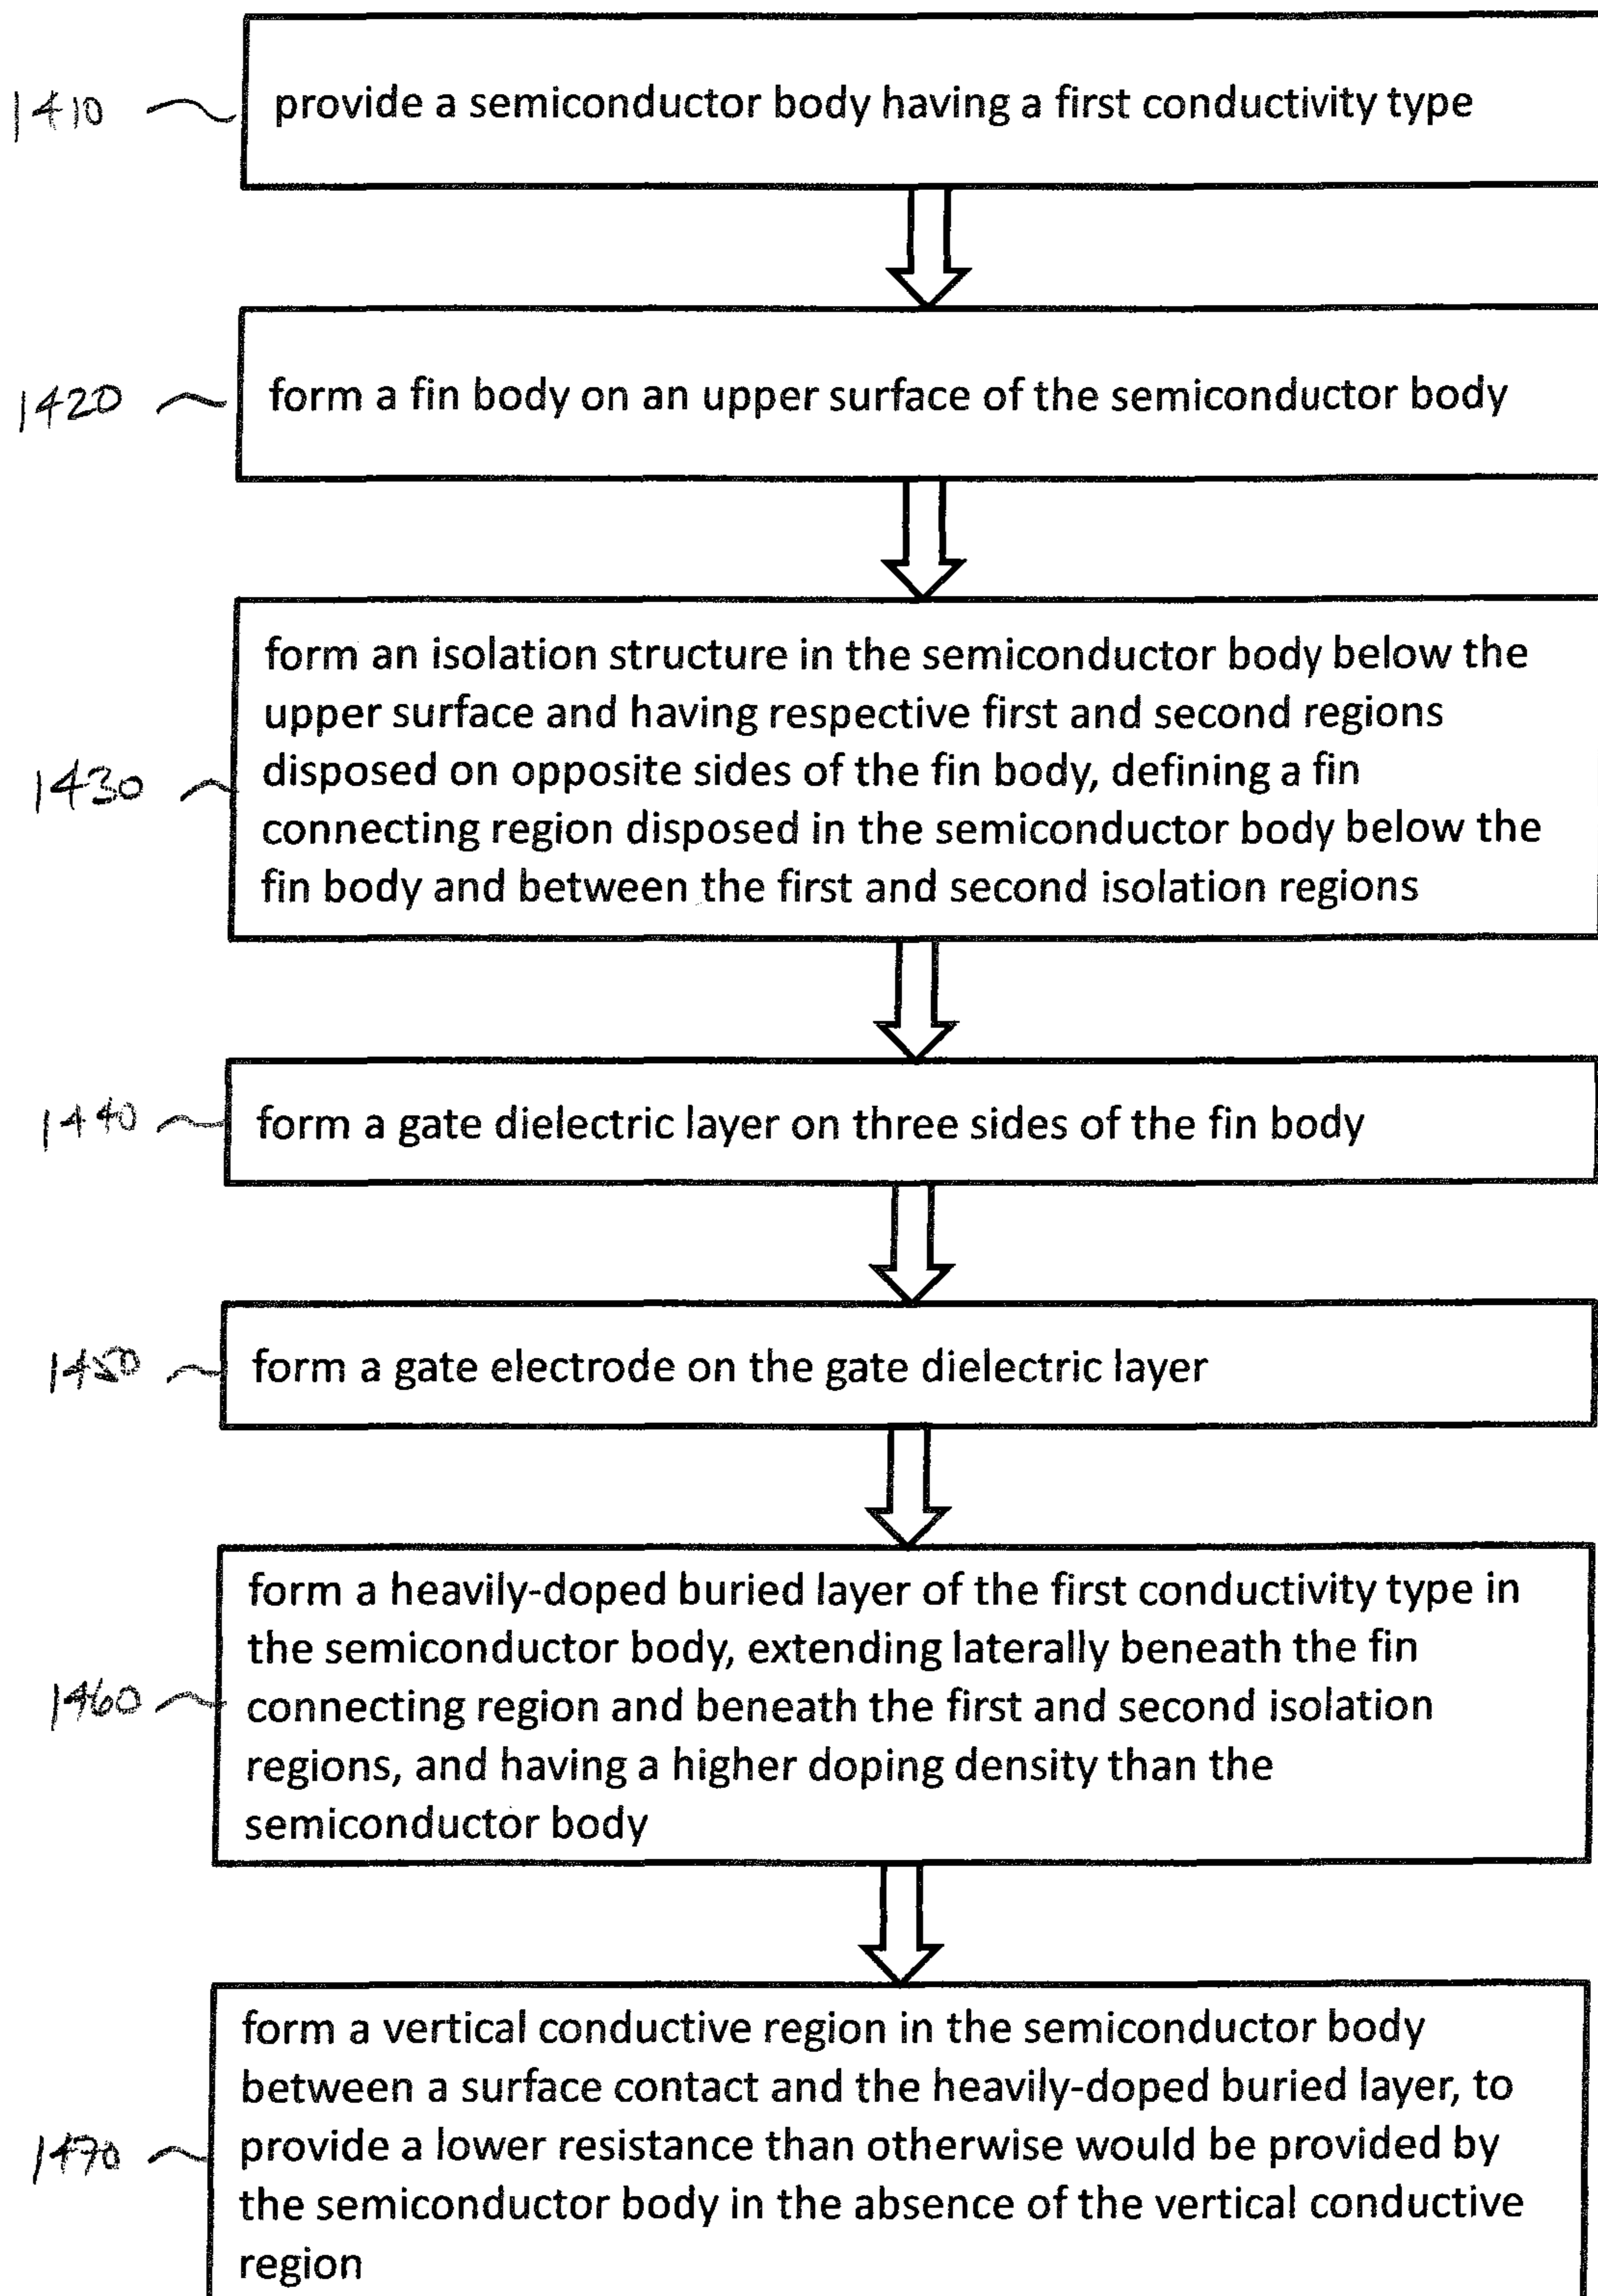 1410
provide a semiconductor body having a first conductivity type
1420
form a fin body on an upper surface of the semiconductor body
form an isolation structure in the semiconductor body below the
upper surface and having respective first and second regions
1430
disposed on opposite sides of the fin body, defining a fin
connecting region disposed in the semiconductor body below the
fin body and between the first and second isolation regions
1440
form a gate dielectric layer on three sides of the fin body
1450
form a gate electrode on the gate dielectric layer
form a heavily-doped buried layer of the first conductivity type in
the semiconductor body, extending laterally beneath the fin
1460
connecting region and beneath the first and second isolation
regions, and having a higher doping density than the
semiconductor body
form a vertical conductive region in the semiconductor body
between a surface contact and the heavily-doped buried layer, to
1470
provide a lower resistance than otherwise would be provided by
the semiconductor body in the absence of the vertical conductive
region